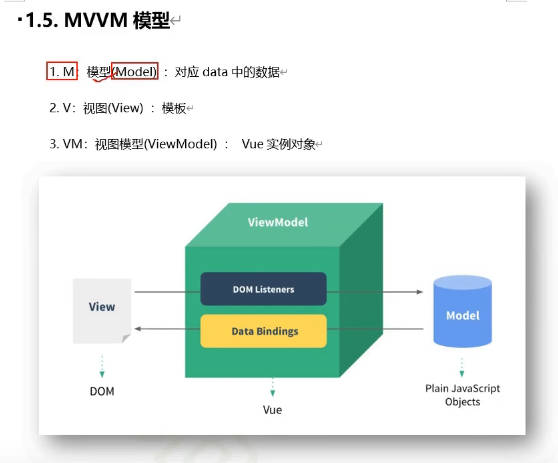 1.5. MVVM 模型
1. M：模型(Model) ：对应 data 中的数据
2. V：视图(View) ：模板
3. VM：视图模型(ViewModel) ： Vue 实例对象
ViewModel
View
DOM Listeners
Data Bindings
Model
DOM
Vue
Plain JavaScript
Objects